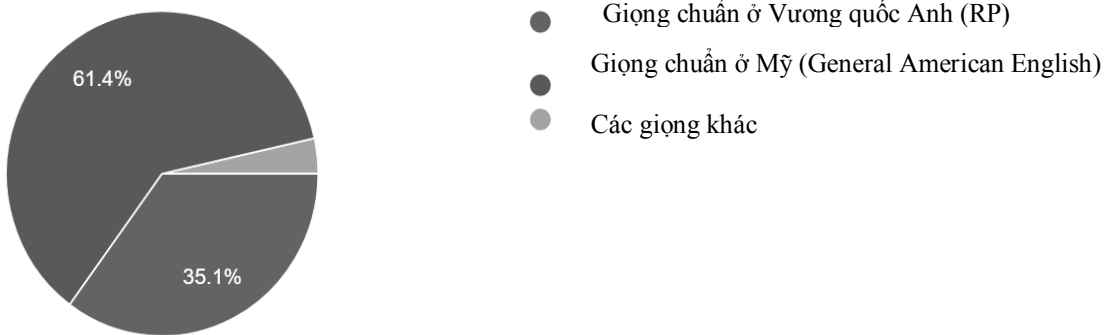 Giọng chuẩn ở Vương quốc Anh (RP)
Giọng chuẩn ở Mỹ (General American English)
Các giọng khác
61.4%
35.1%